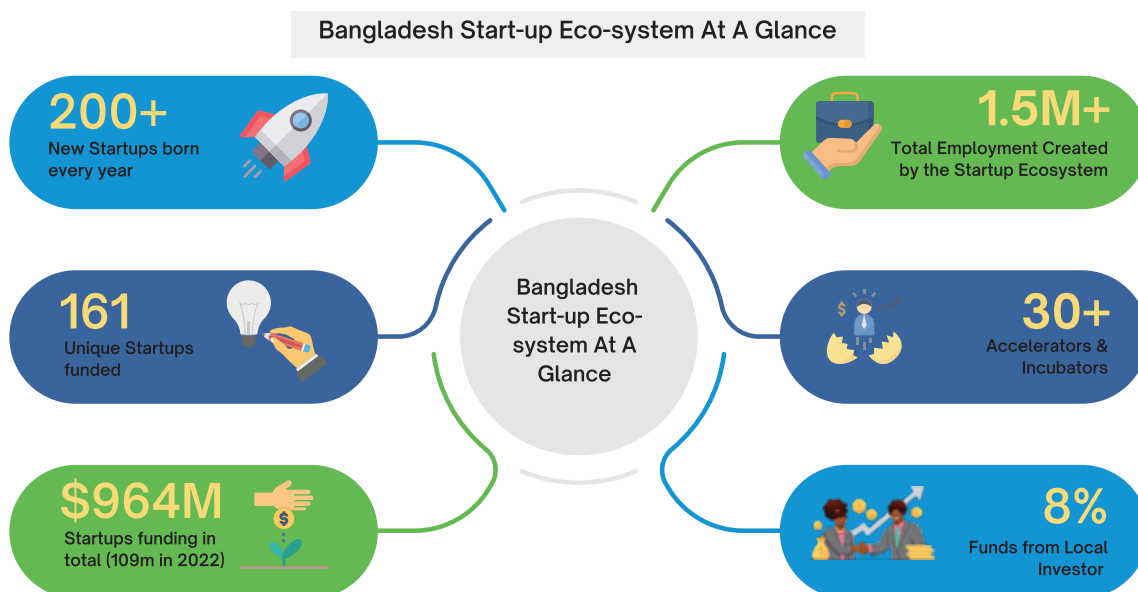 Bangladesh Start-up Eco-system At A Glance
200+
New Startups born
every year
161
Unique Startups
funded
$964M
Startups funding in
total (109m in 2022)
Bangladesh
Start-up Eco-
system At A
Glance
1.5M+
Total Employment Created
by the Startup Ecosystem
30+
Accelerators &
Incubators
8%
Funds from Local
Investor